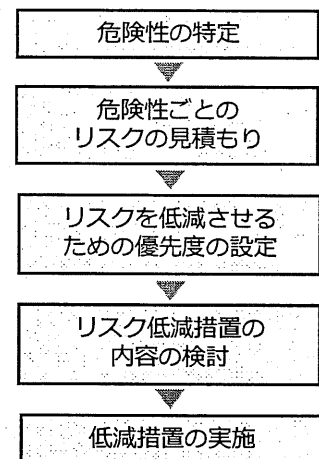 危険性の特定
危険性ごとの
リスクの見積もり
リスクを低減させる
ための優先度の設定
リスク低減措置の
内容の検討
低減措置の実施